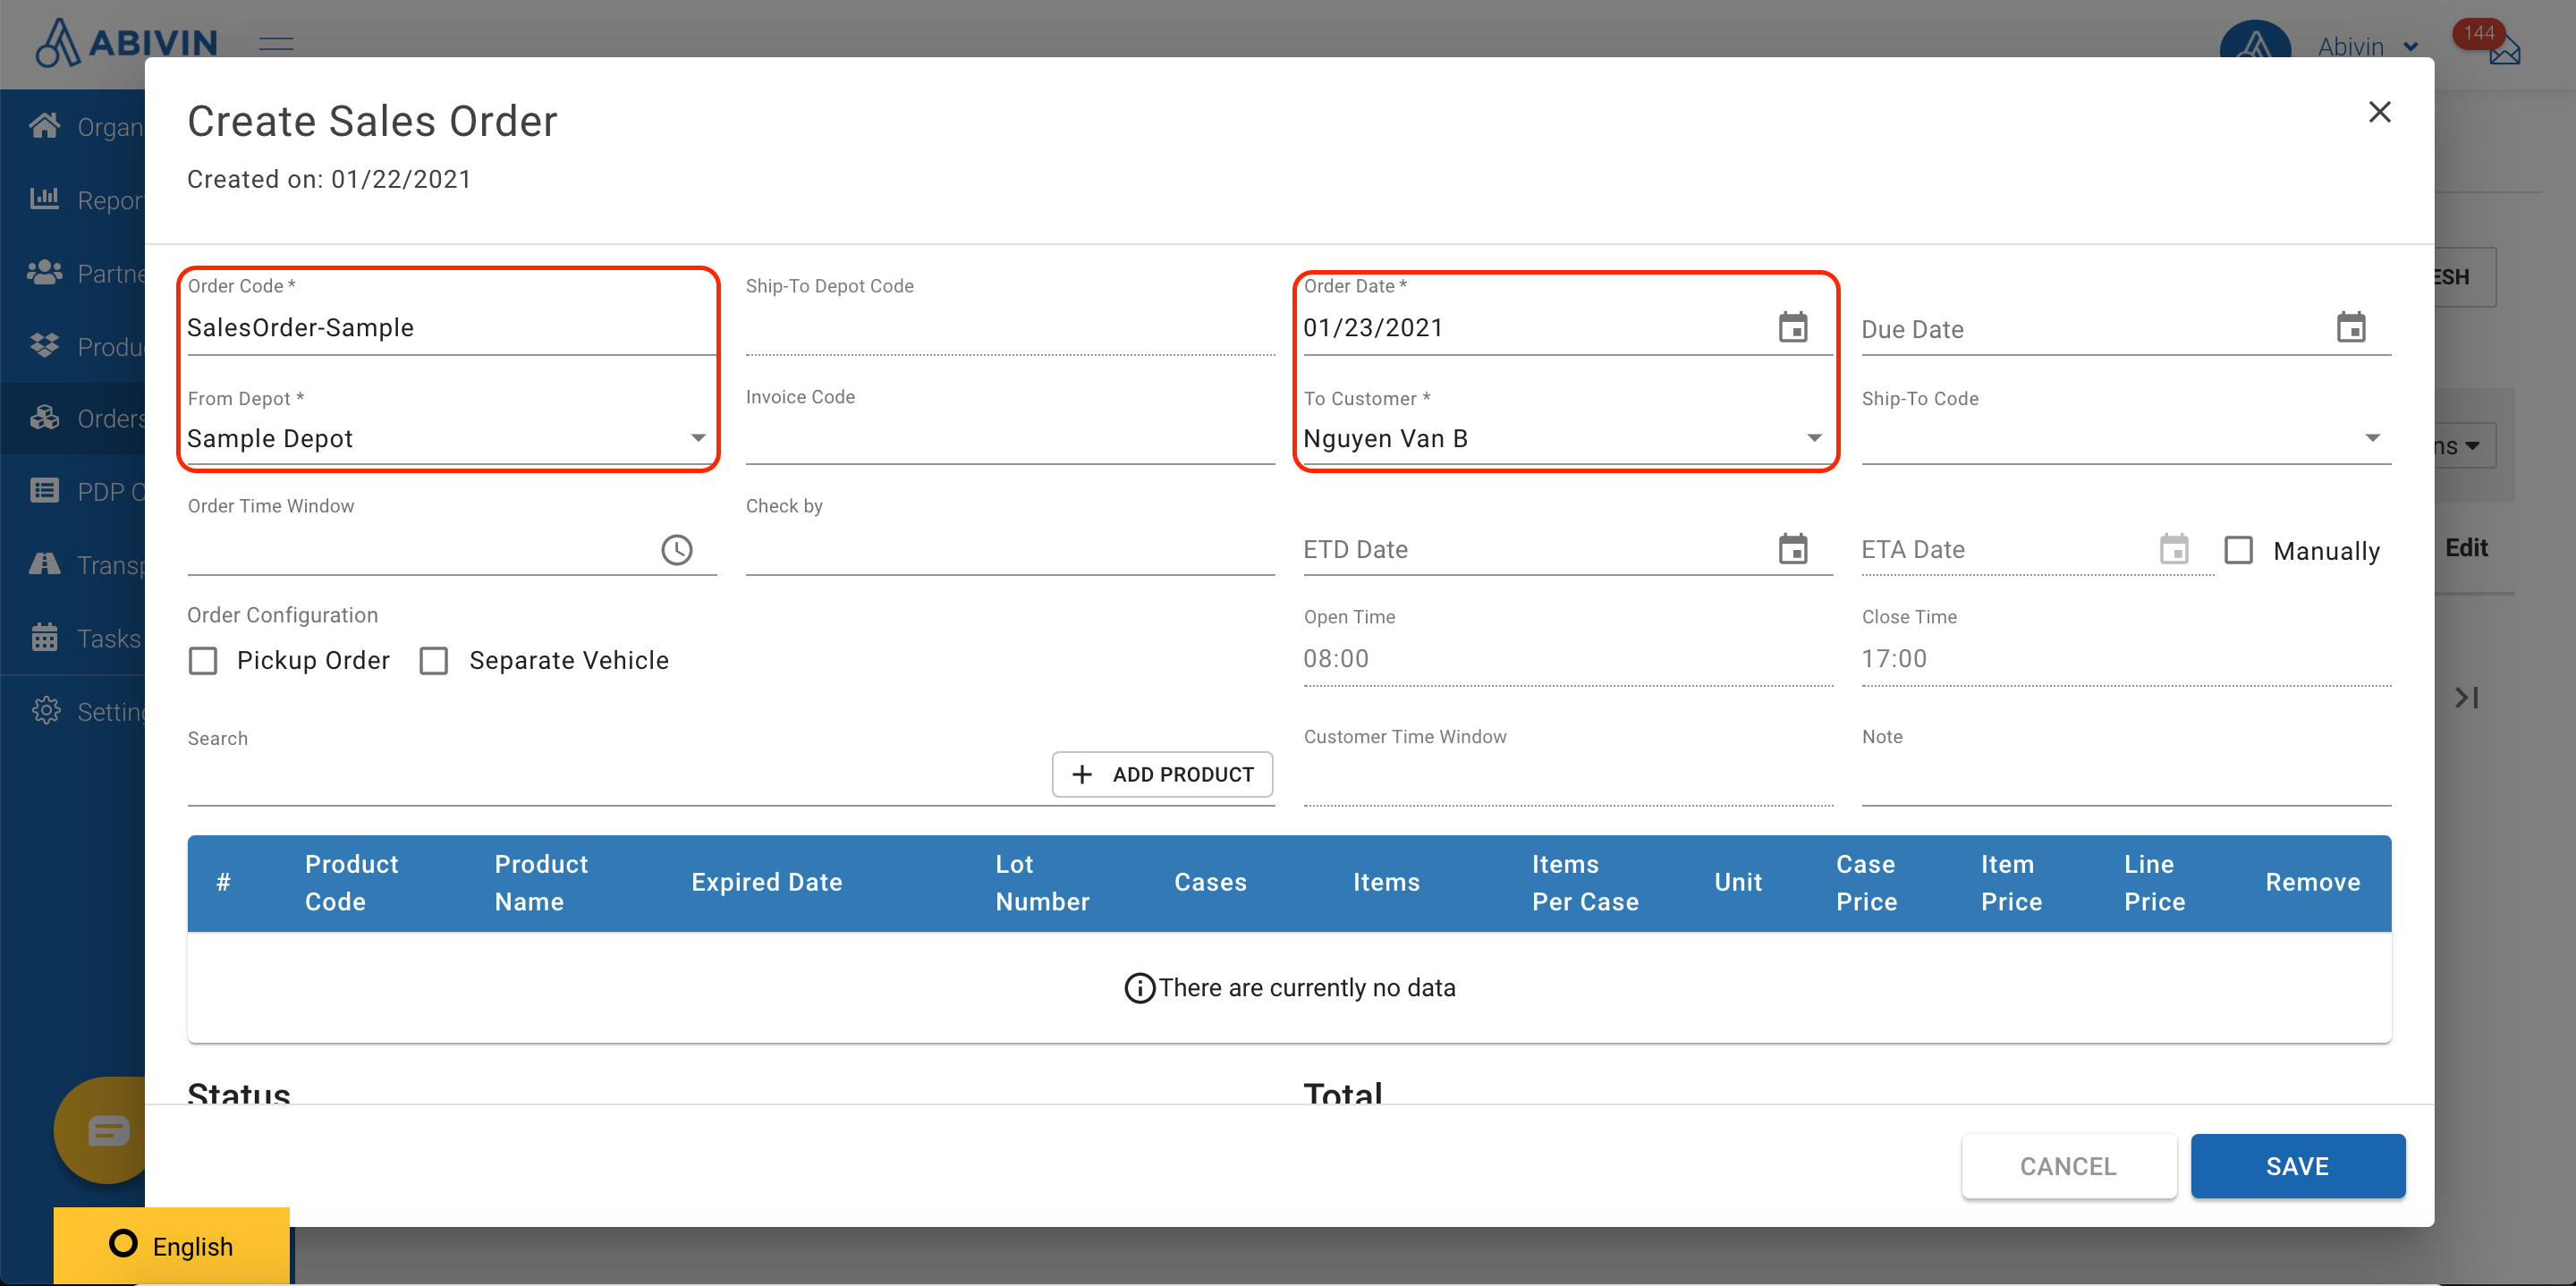 ABIVIN
Abivin
144
Create Sales Order
Created on: 01/22/2021
Organ
Repor
Partne
Produ
Orders
PDP O
Transp
Tasks
Setting
ESH
ns
Edit
Order Code *
SalesOrder-Sample
Ship-To Depot Code
Order Date *
01/23/2021
Due Date
From Depot *
Sample Depot
Invoice Code
To Customer *
Nguyen Van B
Ship-To Code
Order Time Window
Check by
ETD Date
ETA Date
Manually
Order Configuration
Pickup Order
Separate Vehicle
Open Time
08:00
Close Time
17:00
Search
+ ADD PRODUCT
Customer Time Window
Note
#
Product Code
Product Name
Expired Date
Lot Number
Cases
Items
Items Per Case
Unit
Case Price
Item Price
Line Price
Remove
There are currently no data
Status
Total
CANCEL
SAVE
English